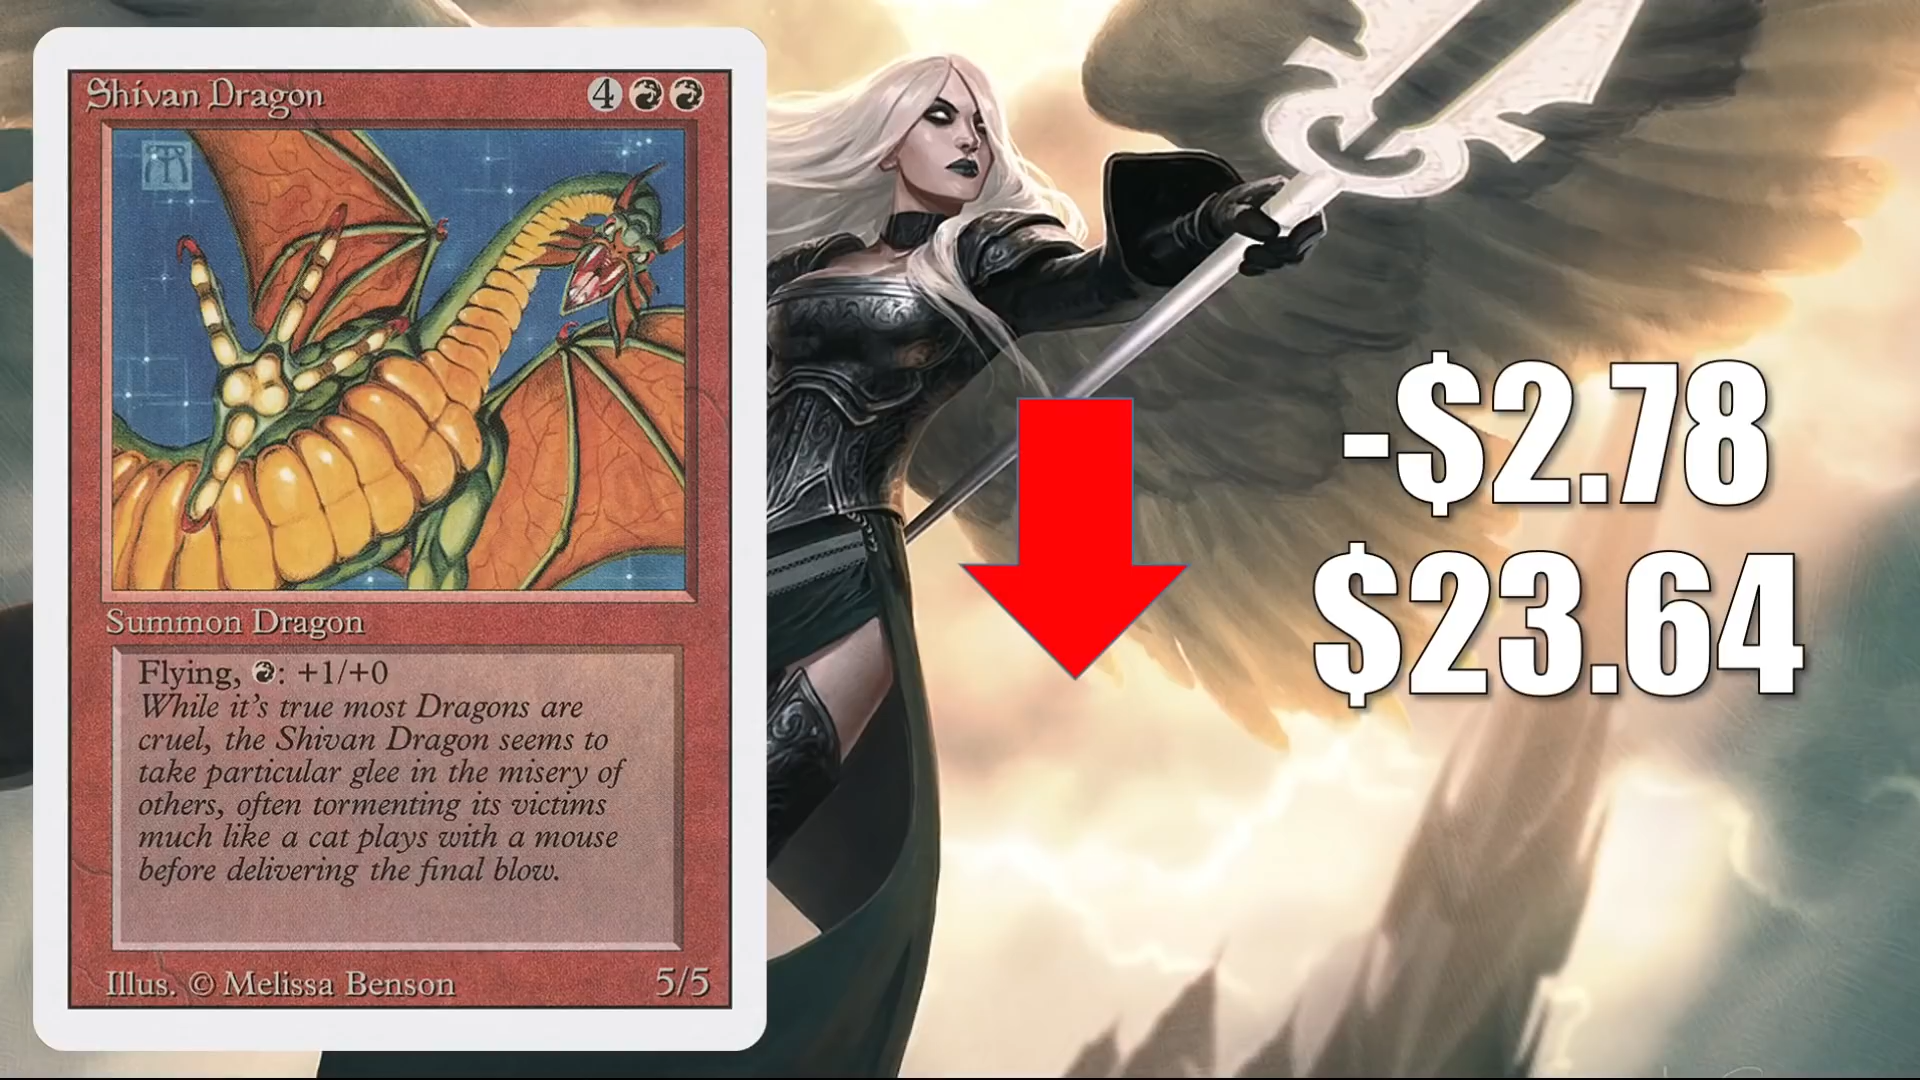 Shivan Dragon
4
Summon Dragon
Flying, : +1/+0
While it's true most Dragons are
cruel, the Shivan Dragon seems to
take particular glee in the misery of
others, often tormenting its victims
much like a cat plays with a mouse
before delivering the final blow.
Illus. © Melissa Benson
5/5
-$2.78
$23.64